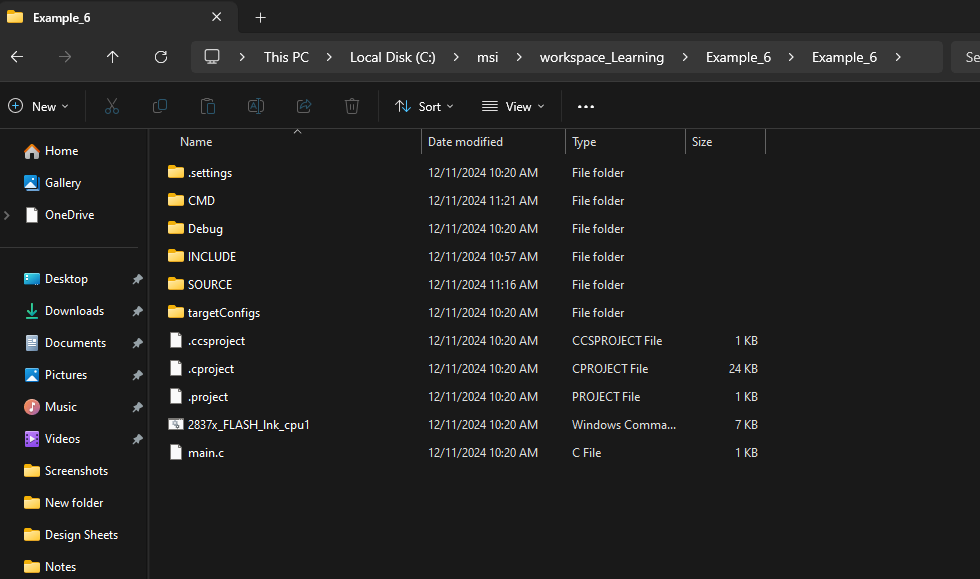 Example_6
This PC > Local Disk (C:) > msi > workspace_Learning > Example_6 > Example_6 > Se
New Sort View
Name Date modified Type Size
Home
Gallery
OneDrive
Desktop
Downloads
Documents
Pictures
Music
Videos
Screenshots
New folder
Design Sheets
Notes
.settings 12/11/2024 10:20 AM File folder
CMD 12/11/2024 11:21 AM File folder
Debug 12/11/2024 10:20 AM File folder
INCLUDE 12/11/2024 10:57 AM File folder
SOURCE 12/11/2024 11:16 AM File folder
targetConfigs 12/11/2024 10:20 AM File folder
.ccsproject 12/11/2024 10:20 AM CCSPROJECT File 1 KB
.cproject 12/11/2024 10:20 AM CPROJECT File 24 KB
.project 12/11/2024 10:20 AM PROJECT File 1 KB
2837x_FLASH_lnk_cpu1 12/11/2024 10:20 AM Windows Comma... 7 KB
main.c 12/11/2024 10:20 AM C File 1 KB